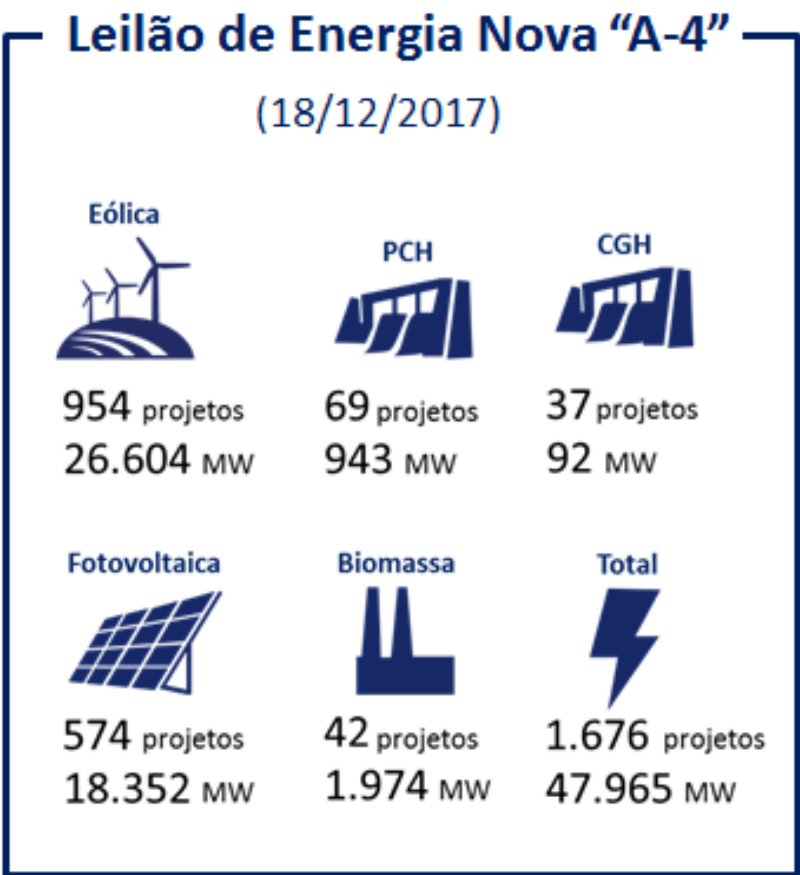 Leilão de Energia Nova “A-4”
(18/12/2017)
Eólica
954 projetos
26.604 MW
PCH
69 projetos
943 MW
CGH
37 projetos
92 MW
Fotovoltaica
574 projetos
18.352 MW
Biomassa
42 projetos
1.974 MW
Total
1.676 projetos
47.965 MW